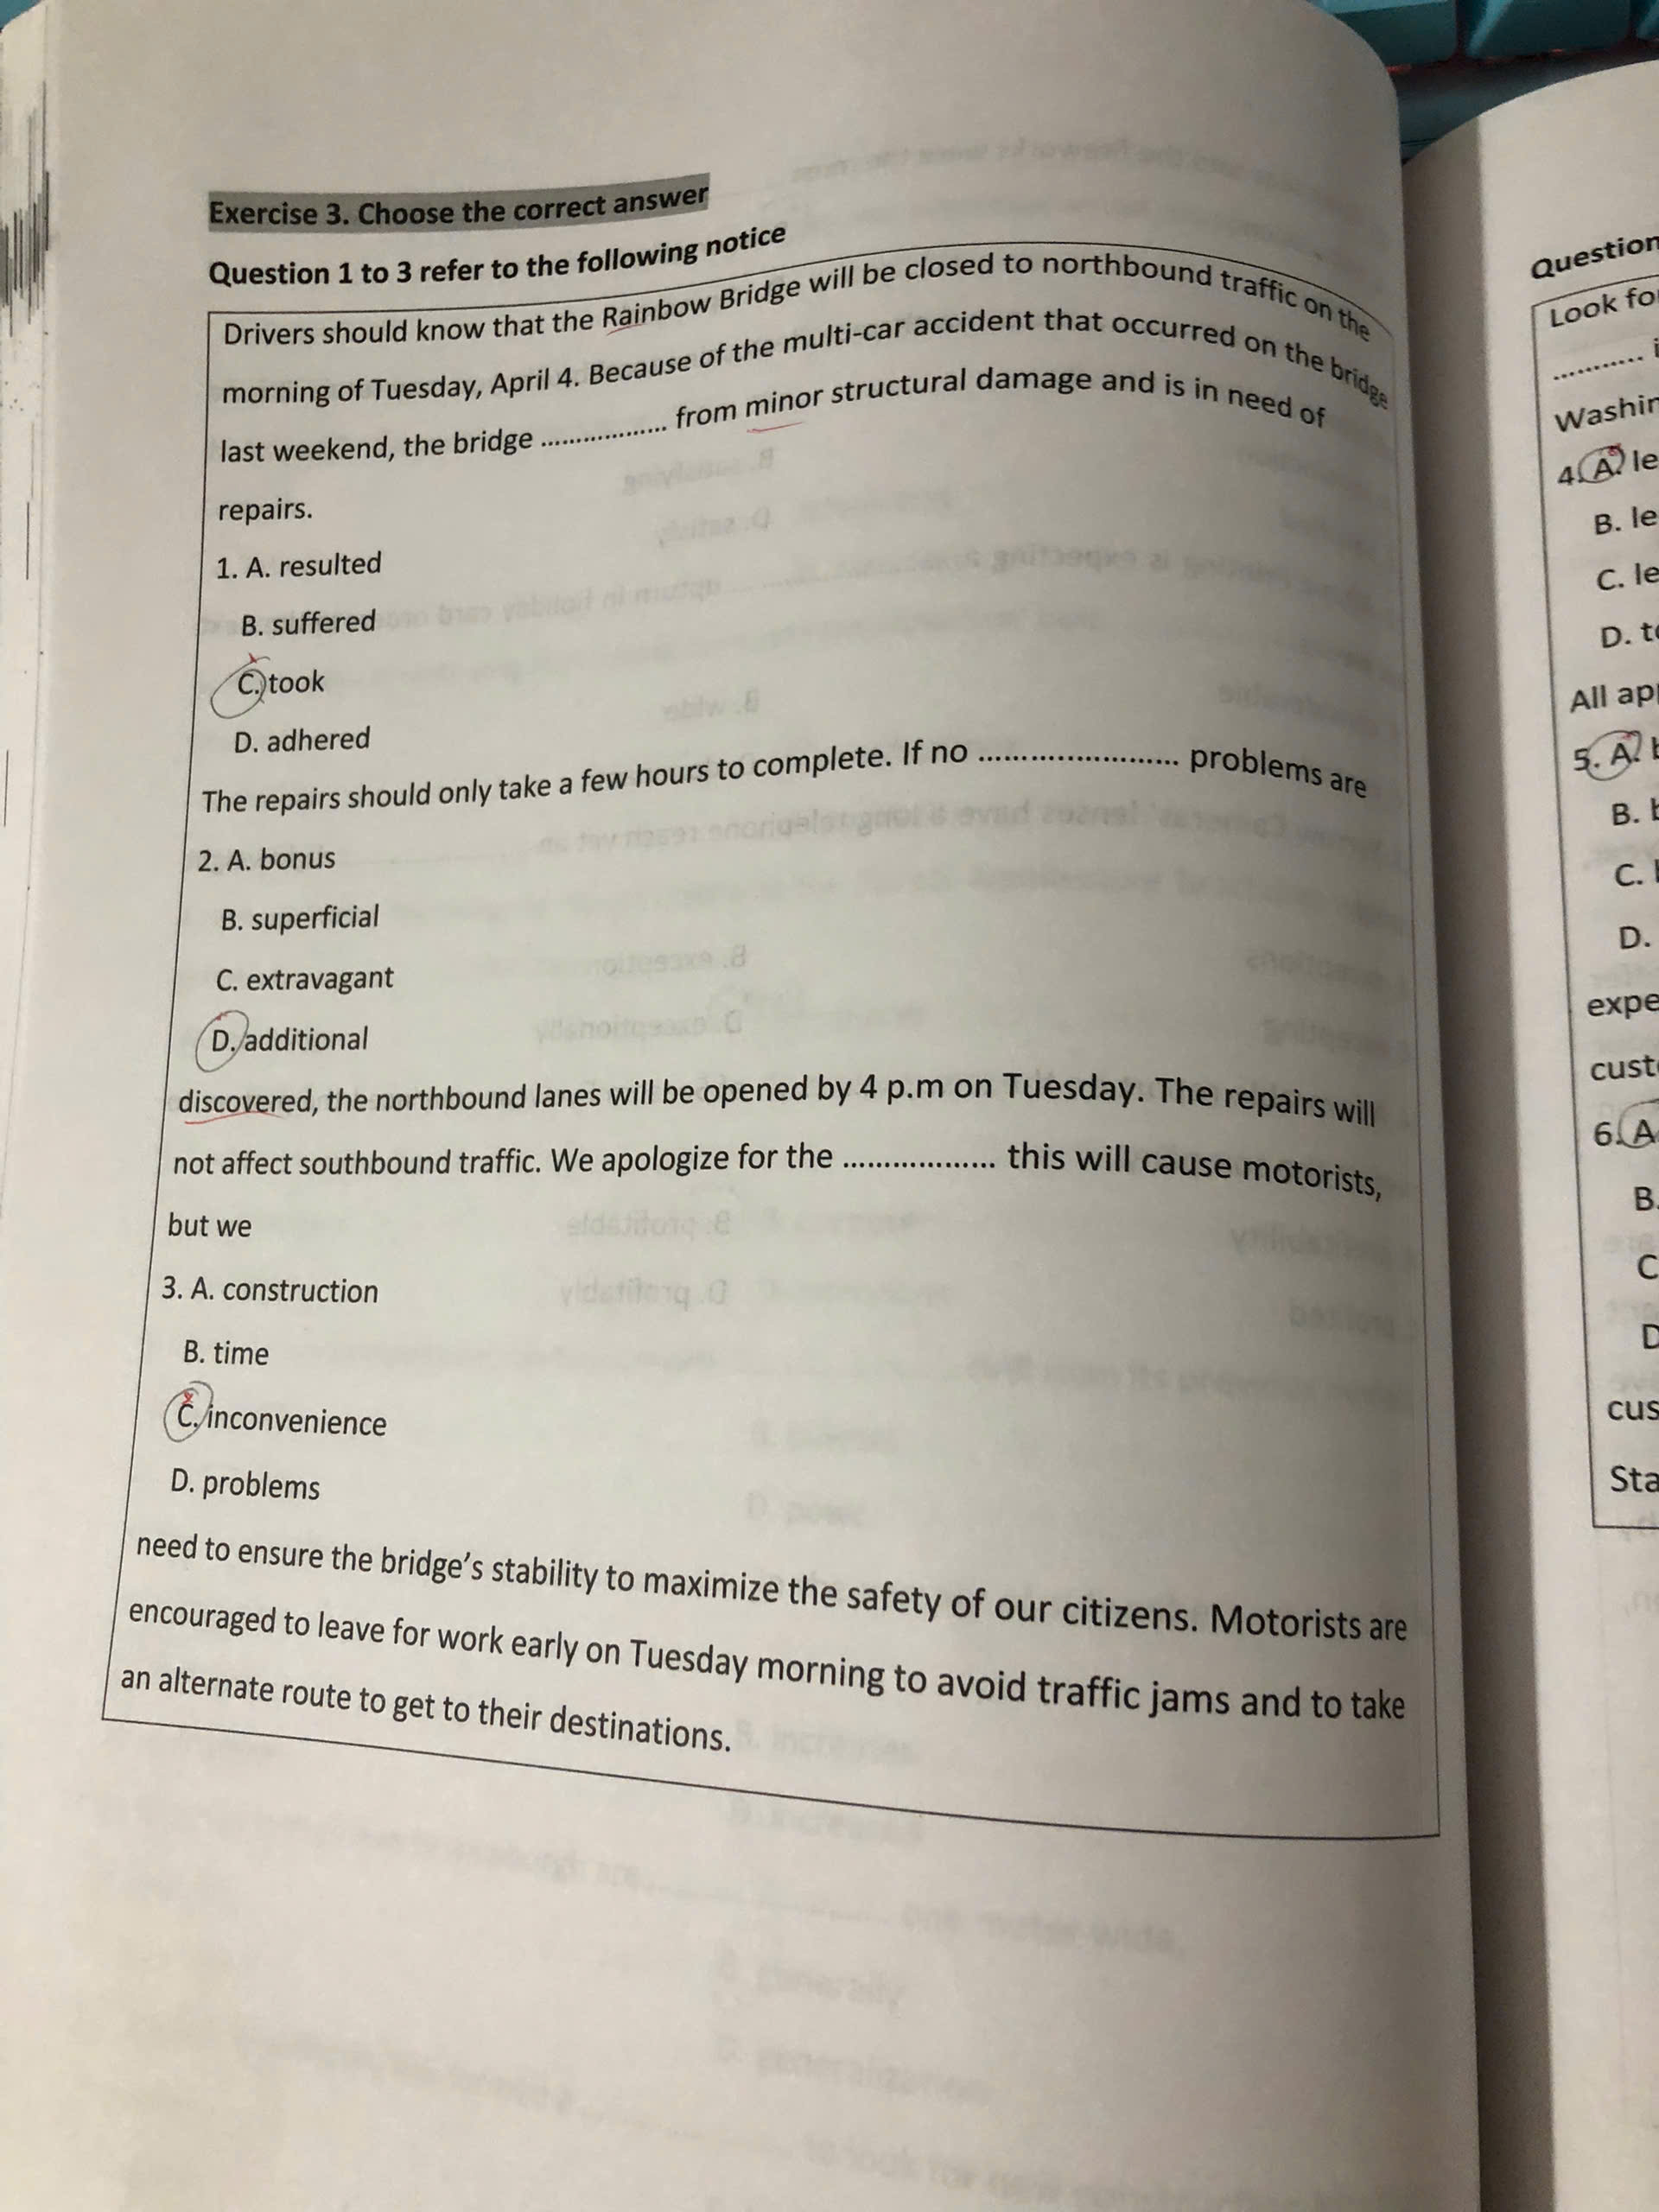 Exercise 3. Choose the correct answer
Question 1 to 3 refer to the following notice
Drivers should know that the Rainbow Bridge will be closed to northbound traffic on the
morning of Tuesday, April 4. Because of the multi-car accident that occurred on the bridge
last weekend, the bridge .................. from minor structural damage and is in need of
repairs.
1. A. resulted
B. suffered
C. took
D. adhered
The repairs should only take a few hours to complete. If no ........................ problems are
2. A. bonus
B. superficial
C. extravagant
D. additional
discovered, the northbound lanes will be opened by 4 p.m on Tuesday. The repairs will
not affect southbound traffic. We apologize for the ................... this will cause motorists,
but we
3. A. construction
B. time
C. inconvenience
D. problems
need to ensure the bridge's stability to maximize the safety of our citizens. Motorists are
encouraged to leave for work early on Tuesday morning to avoid traffic jams and to take
an alternate route to get to their destinations.
Question
Look fo
..........
Washin
4. A. le
B. le
C. le
D. to
All ap
5. A.
B.
C.
D.
expe
cust
6. A
B.
C
D
cus
Sta